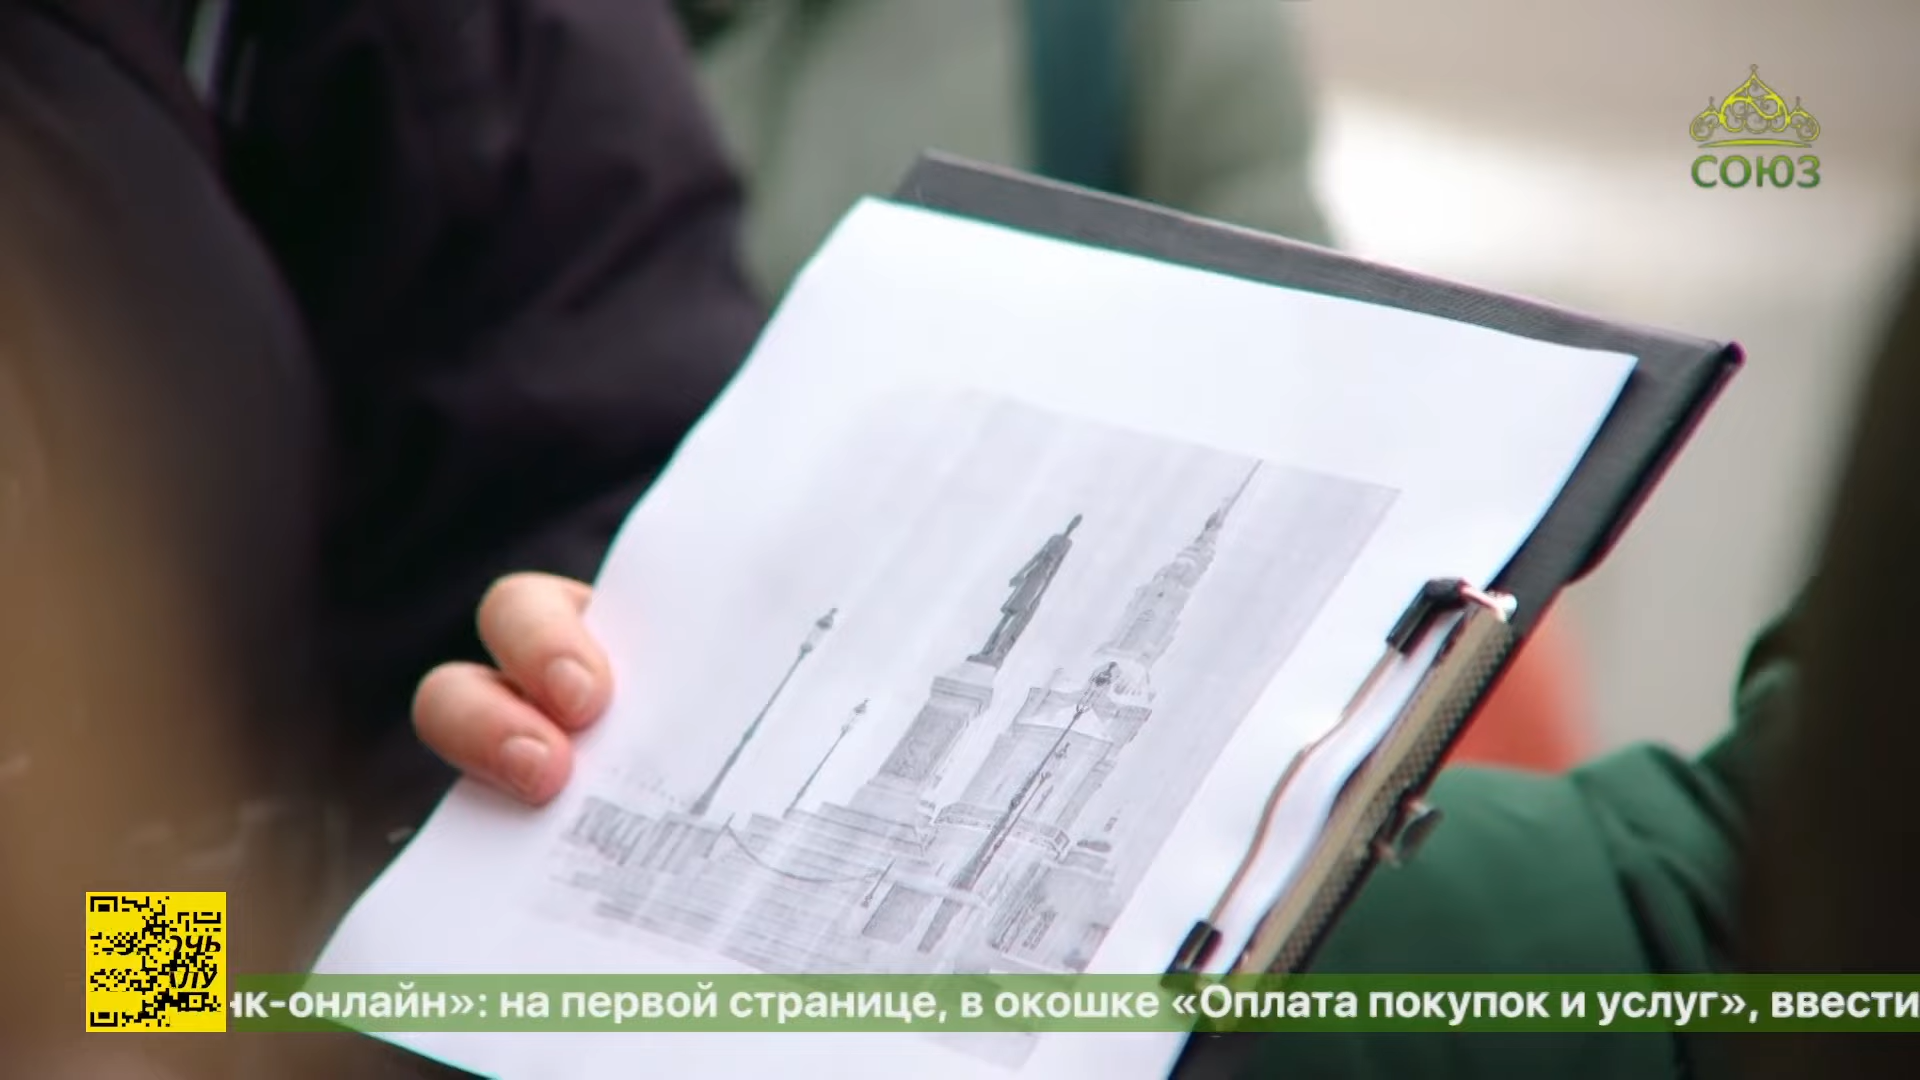 СОЮЗ
нк-онлайн»: на первой странице, в окошке «Оплата покупок и услуг», ввести